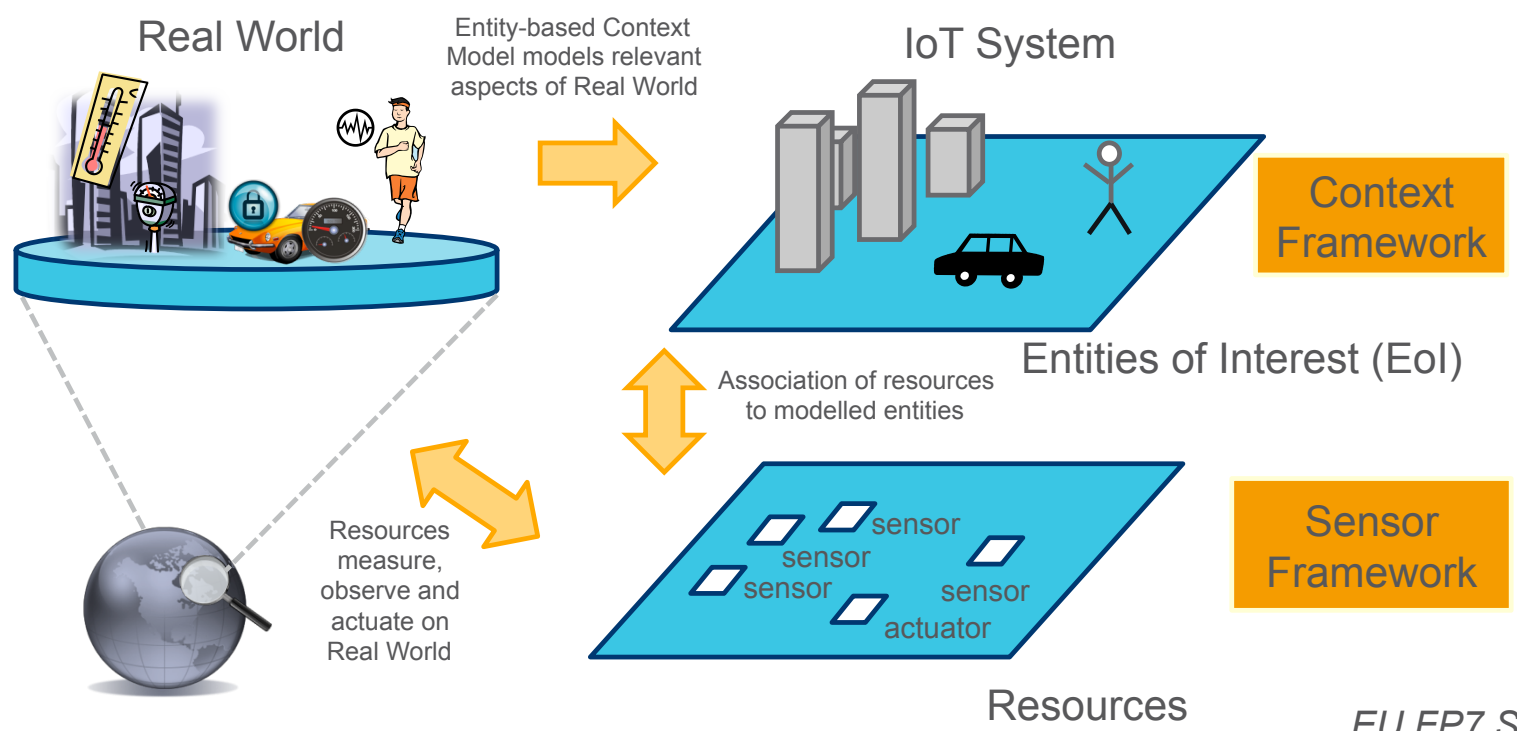 Real World
Entity-based Context
Model models relevant
aspects of Real World
IoT System
Context
Framework
Entities of Interest (EoI)
Association of resources
to modelled entities
Resources
measure,
observe and
actuate on
Real World
sensor
sensor
sensor
sensor
actuator
Sensor
Framework
Resources
EU FP7 S